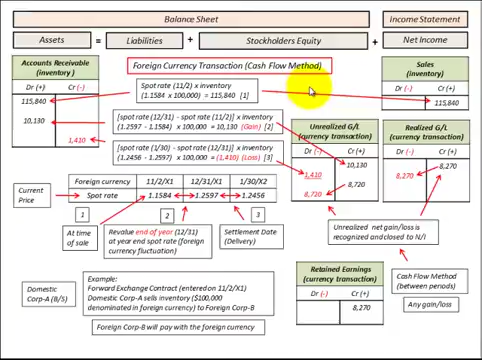 Balance Sheet
Income Statement
Assets
=
Liabilities
+
Stockholders Equity
+
Net Income
Accounts Receivable
(inventory )
Dr (+) Cr (-)
115,840
10,130
1,410
Foreign Currency Transaction (Cash Flow Method)
Spot rate (11/2) x inventory
(1.1584 x 100,000) = 115,840 [1]
Sales
(inventory)
Dr (-) Cr (+)
115,840
[spot rate (12/31) - spot rate (11/2)] x inventory
(1.2597 - 1.1584) x 100,000 = 10,130 (Gain) [2]
[spot rate (1/30) - spot rate (12/31)] x inventory
(1.2456 - 1.2597) x 100,000 = (1,410) (Loss) [3]
Unrealized G/L
(currency transaction)
Dr (-) Cr (+)
10,130
1,410
8,720
8,720
Realized G/L
(currency transaction)
Dr (-) Cr (+)
8,270
8,270
Current
Price
Foreign currency 11/2/X1 12/31/X1 1/30/X2
Spot rate 1.1584 1.2597 1.2456
1
2
3
At time
of sale
Revalue end of year (12/31)
at year end spot rate (foreign
currency fluctuation)
Settlement Date
(Delivery)
Unrealized net gain/loss is
recognized and closed to N/I
Retained Earnings
(currency transaction)
Dr (-) Cr (+)
8,270
Cash Flow Method
(between periods)
Any gain/loss
Domestic
Corp-A (B/S)
Example:
Forward Exchange Contract (entered on 11/2/X1)
Domestic Corp-A sells inventory ($100,000
denominated in foreign currency) to Foreign Corp-B
Foreign Corp-B will pay with the foreign currency